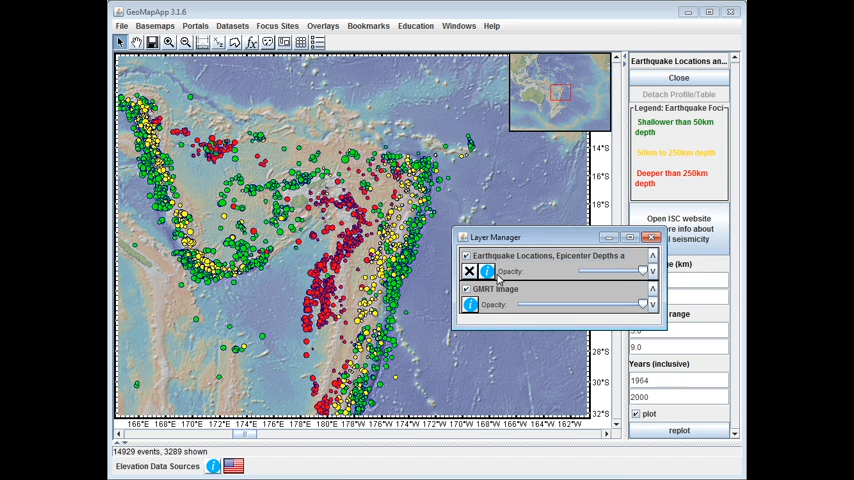 GeoMapApp 3.1.6
File Basemaps Portals Datasets Focus Sites Overlays Bookmarks Education Windows Help
Earthquake Locations an...
Close
Detach Profile/Table
Legend: Earthquake Foci
Shallower than 50km
depth
50km to 250km depth
Deeper than 250km
depth
14°S
16°S
18°S
Open ISC website
re info about
l seismicity
Layer Manager
Earthquake Locations, Epicenter Depths a
Opacity:
GMRT Image
Opacity:
e (km)
range
9.0
28°S
30°S
32°S
Years (inclusive)
1964
2000
plot
replot
166°E 168°E 170°E 172°E 174°E 176°E 178°E 180°E 178°W 176°W 174°W 172°W 170°W 168°W 166°W 164°W 162°W
14929 events, 3289 shown
Elevation Data Sources